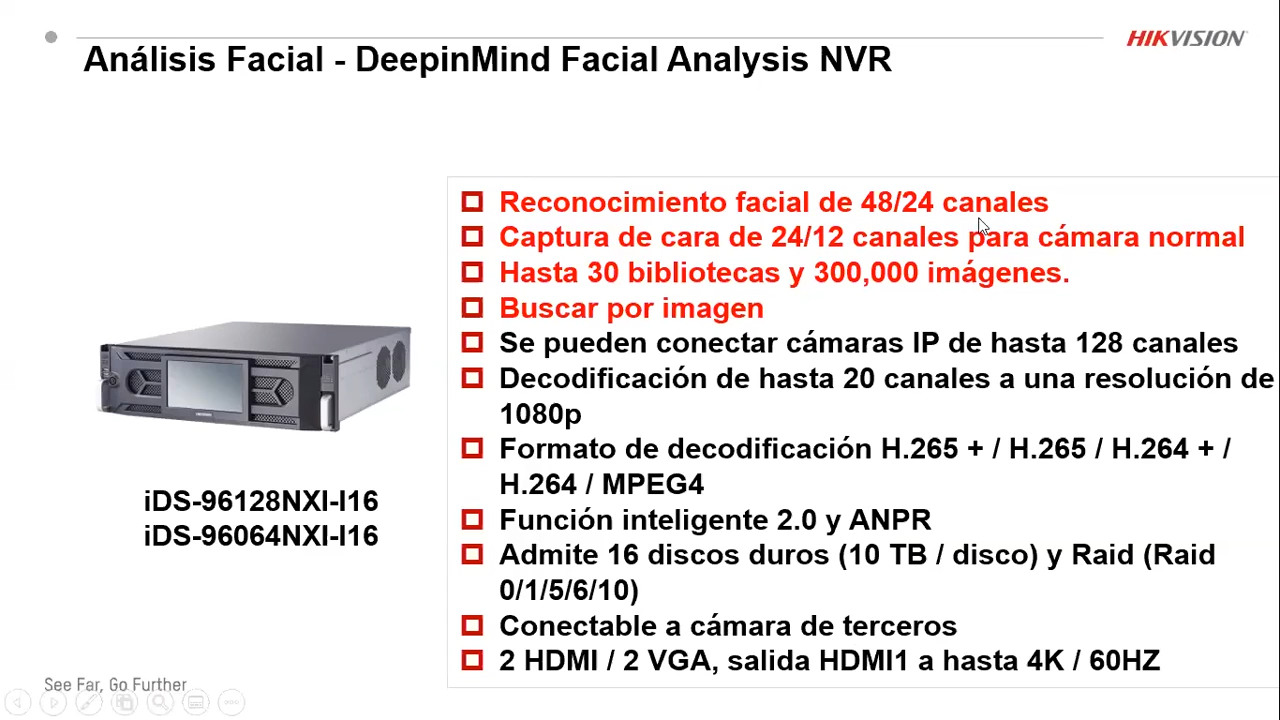 HIKVISION
Análisis Facial - DeepinMind Facial Analysis NVR
Reconocimiento facial de 48/24 canales
Captura de cara de 24/12 canales para cámara normal
Hasta 30 bibliotecas y 300,000 imágenes.
Buscar por imagen
Se pueden conectar cámaras IP de hasta 128 canales
Decodificación de hasta 20 canales a una resolución de
1080p
Formato de decodificación H.265 + / H.265 / H.264 + /
H.264 / MPEG4
Función inteligente 2.0 y ANPR
Admite 16 discos duros (10 TB / disco) y Raid (Raid
0/1/5/6/10)
Conectable a cámara de terceros
2 HDMI / 2 VGA, salida HDMI1 a hasta 4K / 60HZ
iDS-96128NXI-I16
iDS-96064NXI-I16
See Far, Go Further